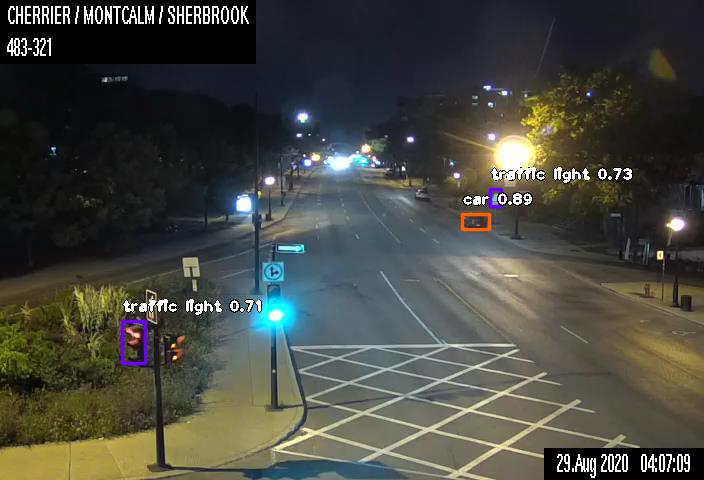 CHERRIER / MONTCALM / SHERBROOK
483-321
traffic light 0.73
car 0.89
traffic light 0.71
29.Aug 2020 04:07:09